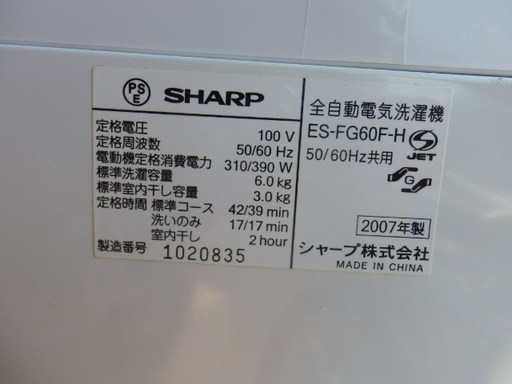 PS
E
SHARP
定格電圧 100 V
定格周波数 50/60 Hz
電動機定格消費電力 310/390 W
標準洗濯容量 6.0 kg
標準室内干し容量 3.0 kg
定格時間 標準コース 42/39 min
洗いのみ 17/17 min
室内干し 2 hour
製造番号 1020835
全自動電気洗濯機
ES-FG60F-H
50/60Hz共用
S
JET
G
2007年製
シャープ株式会社
MADE IN CHINA